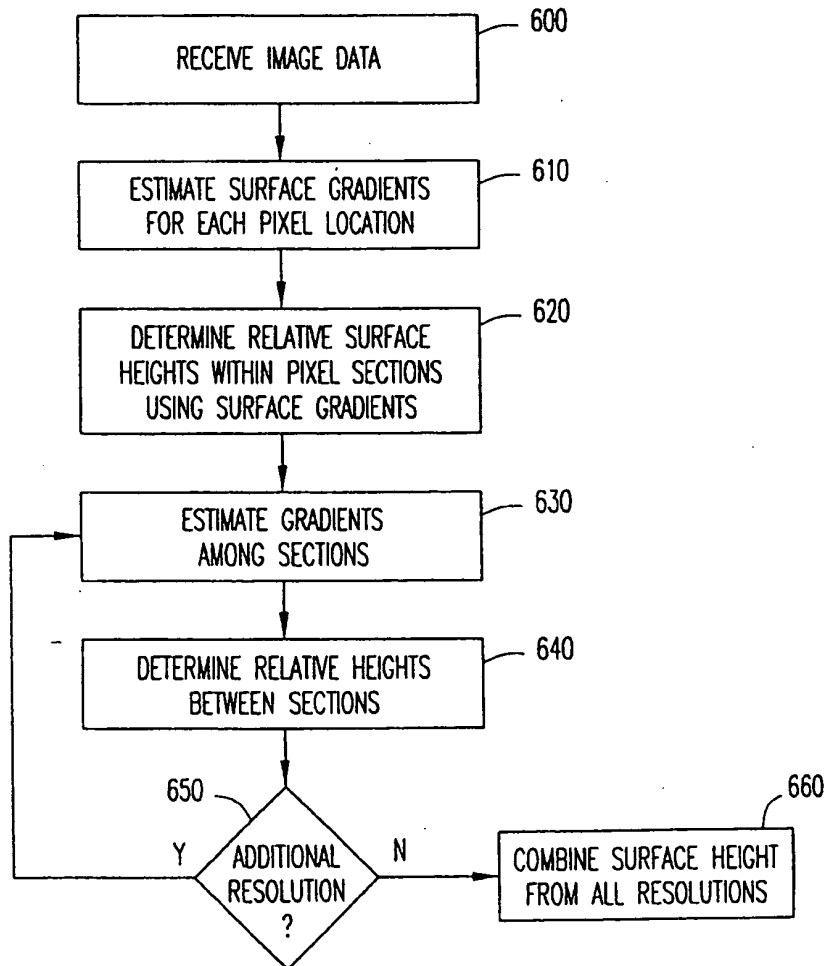 RECEIVE IMAGE DATA
600
ESTIMATE SURFACE GRADIENTS
FOR EACH PIXEL LOCATION
610
DETERMINE RELATIVE SURFACE
HEIGHTS WITHIN PIXEL SECTIONS
USING SURFACE GRADIENTS
620
ESTIMATE GRADIENTS
AMONG SECTIONS
630
DETERMINE RELATIVE HEIGHTS
BETWEEN SECTIONS
640
650
ADDITIONAL
RESOLUTION
?
Y
N
660
COMBINE SURFACE HEIGHT
FROM ALL RESOLUTIONS